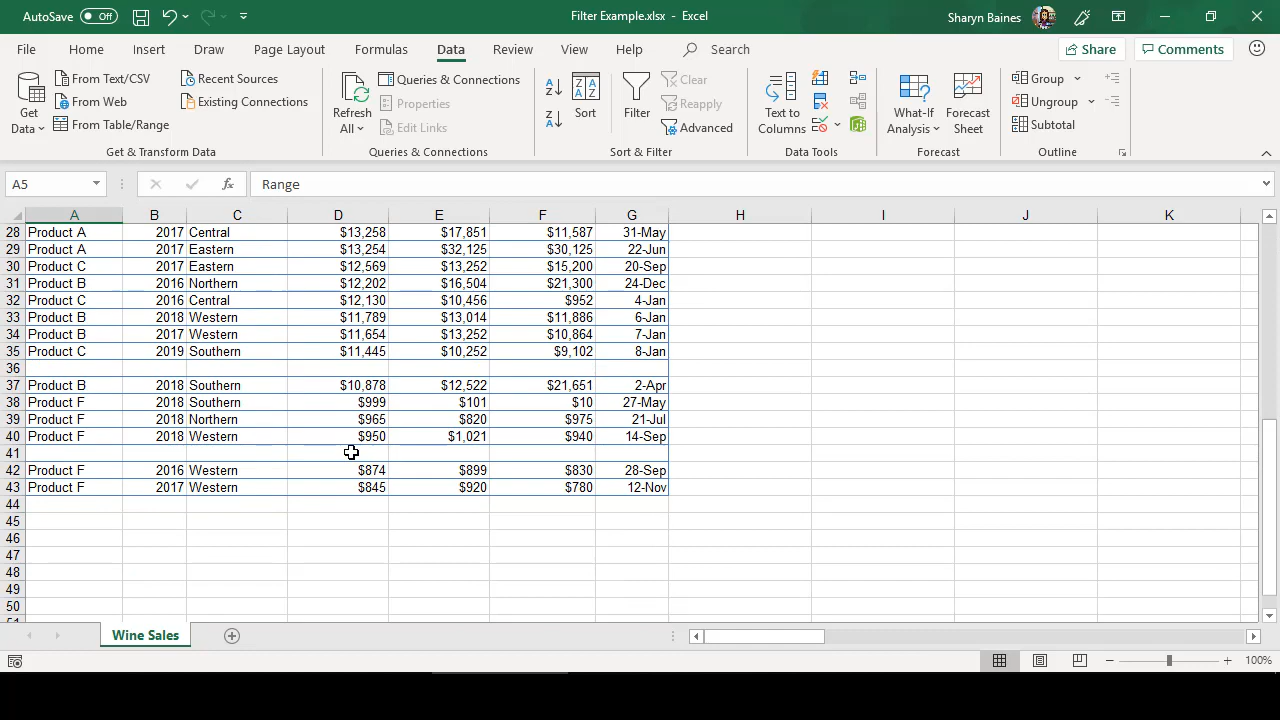 AutoSave Off Filter Example.xlsx - Excel Sharyn Baines
File Home Insert Draw Page Layout Formulas Data Review View Help Search Share Comments
Get Data
From Text/CSV
From Web
From Table/Range
Recent Sources
Existing Connections
Get & Transform Data
Refresh All
Queries & Connections
Properties
Edit Links
Queries & Connections
Sort
Filter
Clear
Reapply
Advanced
Sort & Filter
Text to Columns
Data Tools
What-If Analysis
Forecast Sheet
Forecast
Group
Ungroup
Subtotal
Outline
A5 fx Range
A B C D E F G H I J K
28 Product A 2017 Central $13,258 $17,851 $11,587 31-May
29 Product A 2017 Eastern $13,254 $32,125 $30,125 22-Jun
30 Product C 2017 Eastern $12,569 $13,252 $15,200 20-Sep
31 Product B 2016 Northern $12,202 $16,504 $21,300 24-Dec
32 Product C 2016 Central $12,130 $10,456 $952 4-Jan
33 Product B 2018 Western $11,789 $13,014 $11,886 6-Jan
34 Product B 2017 Western $11,654 $13,252 $10,864 7-Jan
35 Product C 2019 Southern $11,445 $10,252 $9,102 8-Jan
36
37 Product B 2018 Southern $10,878 $12,522 $21,651 2-Apr
38 Product F 2018 Southern $999 $101 $10 27-May
39 Product F 2018 Northern $965 $820 $975 21-Jul
40 Product F 2018 Western $950 $1,021 $940 14-Sep
41
42 Product F 2016 Western $874 $899 $830 28-Sep
43 Product F 2017 Western $845 $920 $780 12-Nov
44
45
46
47
48
49
50
Wine Sales
100%